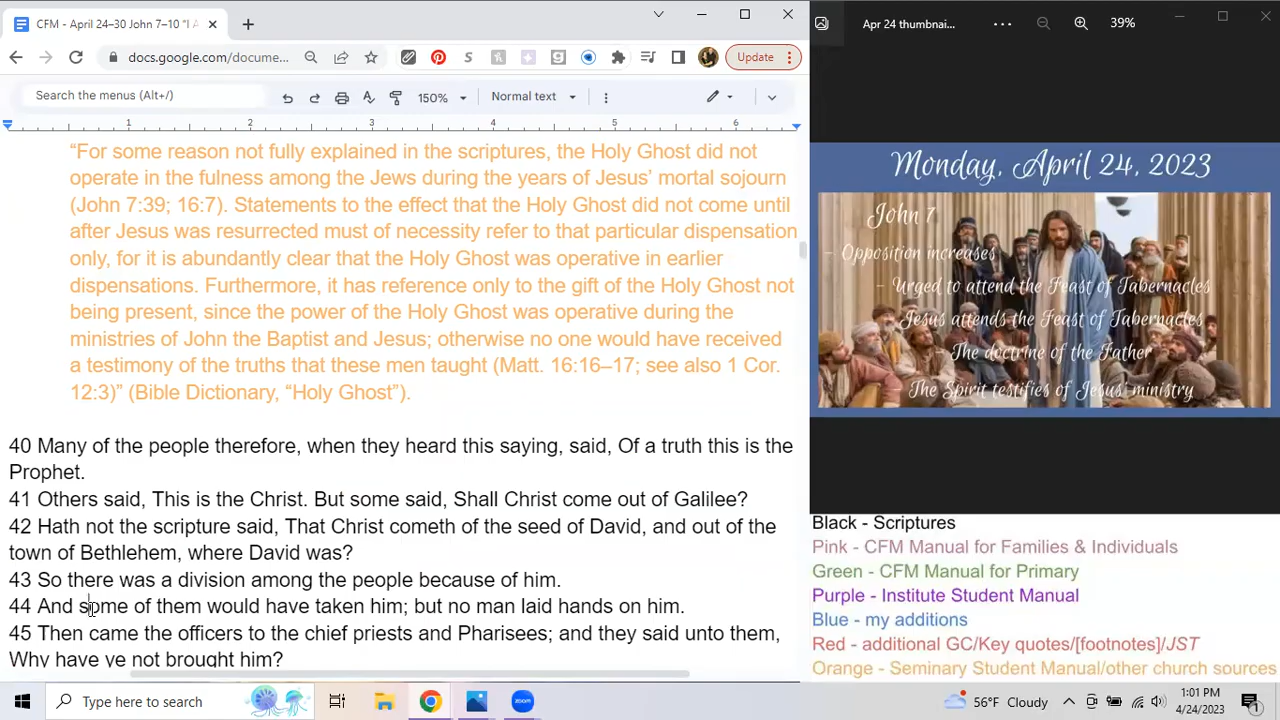 CFM - April 24–30 John 7–10 "I A
docs.google.com/docume...
Update
Search the menus (Alt+/)
150%
Normal text
1 2 3 4 5 6
“For some reason not fully explained in the scriptures, the Holy Ghost did not
operate in the fulness among the Jews during the years of Jesus’ mortal sojourn
(John 7:39; 16:7). Statements to the effect that the Holy Ghost did not come until
after Jesus was resurrected must of necessity refer to that particular dispensation
only, for it is abundantly clear that the Holy Ghost was operative in earlier
dispensations. Furthermore, it has reference only to the gift of the Holy Ghost not
being present, since the power of the Holy Ghost was operative during the
ministries of John the Baptist and Jesus; otherwise no one would have received
a testimony of the truths that these men taught (Matt. 16:16–17; see also 1 Cor.
12:3)” (Bible Dictionary, “Holy Ghost”).
40 Many of the people therefore, when they heard this saying, said, Of a truth this is the
Prophet.
41 Others said, This is the Christ. But some said, Shall Christ come out of Galilee?
42 Hath not the scripture said, That Christ cometh of the seed of David, and out of the
town of Bethlehem, where David was?
43 So there was a division among the people because of him.
44 And some of them would have taken him; but no man laid hands on him.
45 Then came the officers to the chief priests and Pharisees; and they said unto them,
Why have ye not brought him?
Apr 24 thumbnai...
39%
Monday, April 24, 2023
John 7
- Opposition increases
- Urged to attend the Feast of Tabernacles
- Jesus attends the Feast of Tabernacles
- The doctrine of the Father
- The Spirit testifies of Jesus' ministry
Black - Scriptures
Pink - CFM Manual for Families & Individuals
Green - CFM Manual for Primary
Purple - Institute Student Manual
Blue - my additions
Red - additional GC/Key quotes/[footnotes]/JST
Orange - Seminary Student Manual/other church sources
Type here to search
56°F Cloudy
1:01 PM
4/24/2023